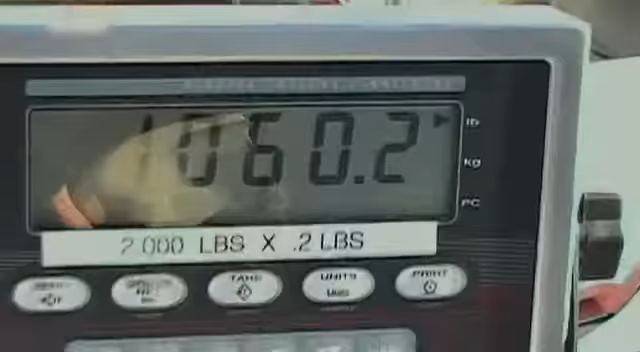 1060.2
lb
Kg
PC
2 000 LBS X .2 LBS
TARE
UNITS
PRINT